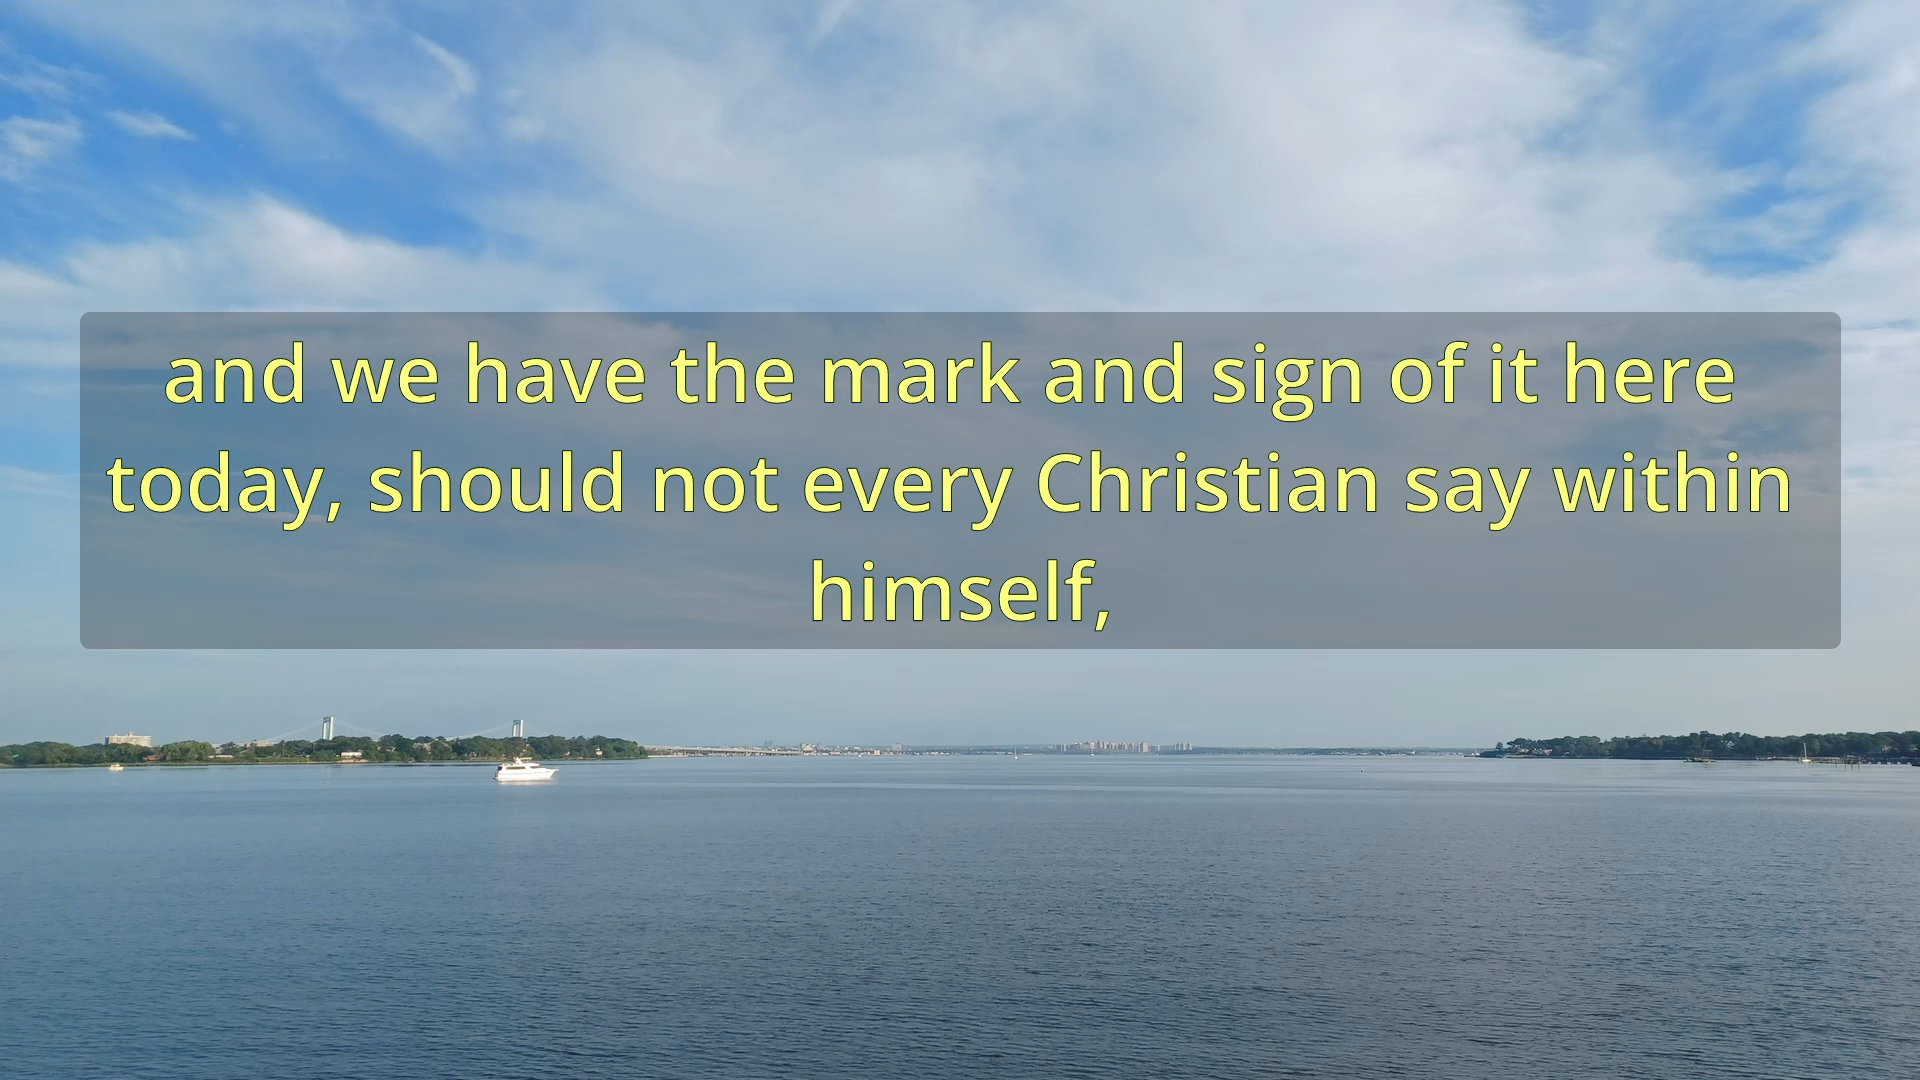 and we have the mark and sign of it here
today, should not every Christian say within
himself,